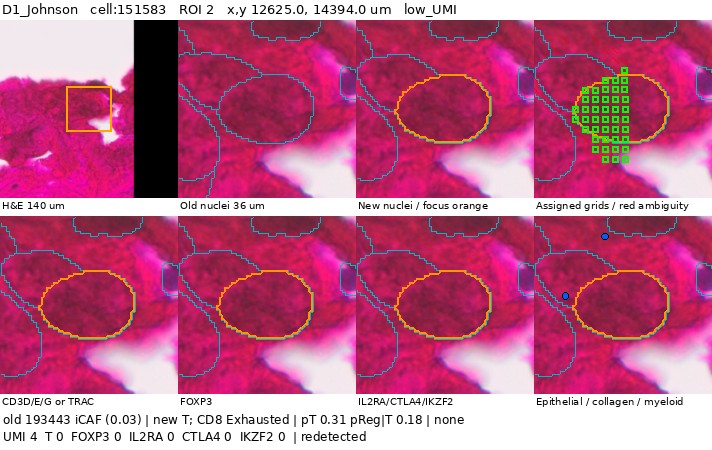 D1_Johnson cell:151583 ROI 2 x,y 12625.0, 14394.0 um low_UMI
H&E 140 um
Old nuclei 36 um
New nuclei / focus orange
Assigned grids / red ambiguity
CD3D/E/G or TRAC
FOXP3
IL2RA/CTLA4/IKZF2
Epithelial / collagen / myeloid
old 193443 iCAF (0.03) | new T; CD8 Exhausted | pT 0.31 pReg|T 0.18 | none
UMI 4 T 0 FOXP3 0 IL2RA 0 CTLA4 0 IKZF2 0 | redetected